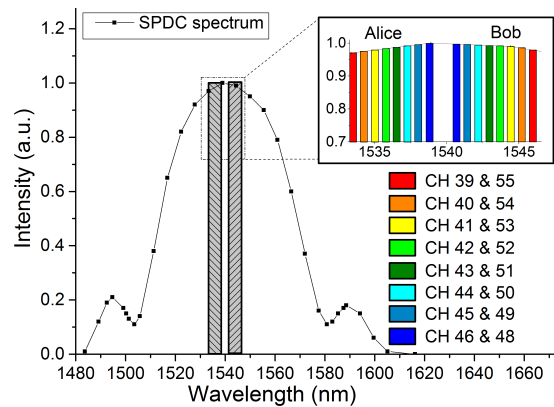 SPDC spectrum
Alice Bob
1.0
0.9
0.8
0.7
1535 1540 1545
CH 39 & 55
CH 40 & 54
CH 41 & 53
CH 42 & 52
CH 43 & 51
CH 44 & 50
CH 45 & 49
CH 46 & 48
Intensity (a.u.)
1.2
1.0
0.8
0.6
0.4
0.2
0.0
1480 1500 1520 1540 1560 1580 1600 1620 1640 1660
Wavelength (nm)